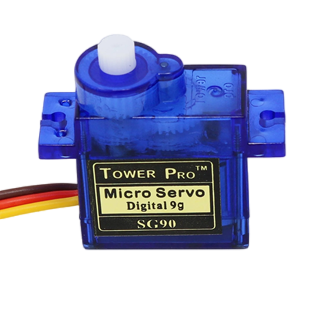 TOWER PRO™
Micro Servo
Digital 9g
SG90